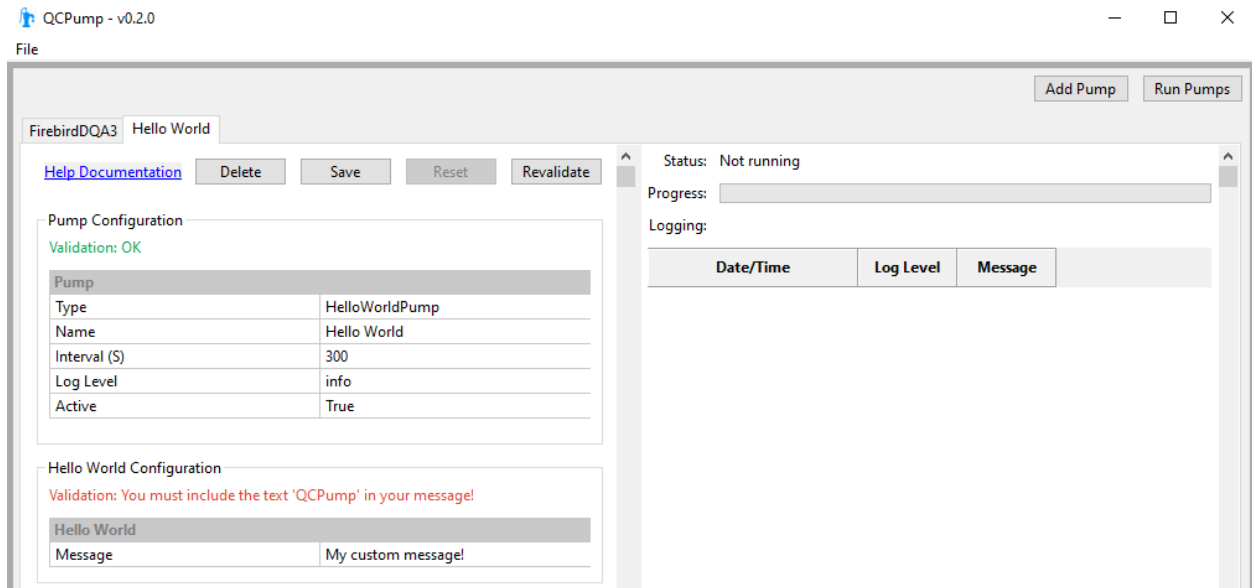 QCPump - v0.2.0
File
Add Pump Run Pumps
FirebirdDQA3 Hello World
Help Documentation Delete Save Reset Revalidate
Pump Configuration
Validation: OK
Pump
Type HelloWorldPump
Name Hello World
Interval (S) 300
Log Level info
Active True
Hello World Configuration
Validation: You must include the text 'QCPump' in your message!
Hello World
Message My custom message!
Status: Not running
Progress:
Logging:
Date/Time Log Level Message